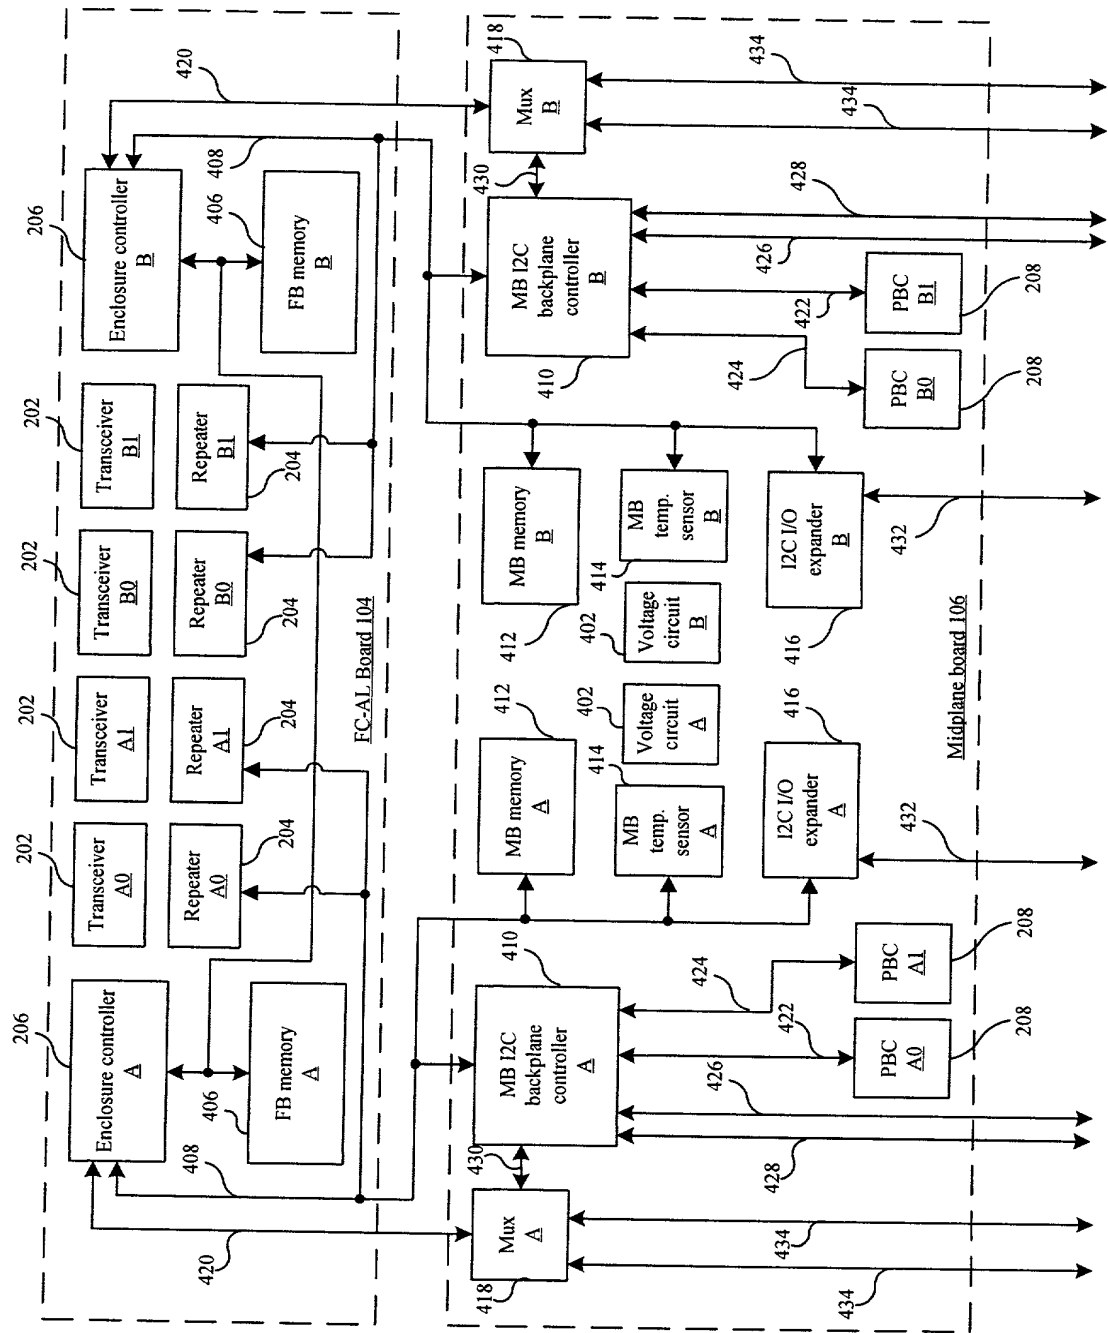 206
Enclosure controller
A
202
Transceiver
A0
202
Transceiver
A1
202
Transceiver
B0
202
Transceiver
B1
206
Enclosure controller
B
Repeater
A0
204
Repeater
A1
204
Repeater
B0
204
Repeater
B1
204
406
FB memory
A
406
FB memory
B
408
408
420
420
FC-AL Board 104
418
Mux
A
430
MB I2C
backplane
controller
A
410
MB memory
A
412
MB memory
B
412
MB I2C
backplane
controller
B
410
430
Mux
B
418
414
MB
temp.
sensor
A
402
Voltage
circuit
A
402
Voltage
circuit
B
414
MB
temp.
sensor
B
424
422
426
428
434
434
424
422
426
428
434
434
I2C I/O
expander
A
416
I2C I/O
expander
B
416
PBC
A0
208
PBC
A1
208
PBC
B0
208
PBC
B1
208
432
432
Midplane board 106